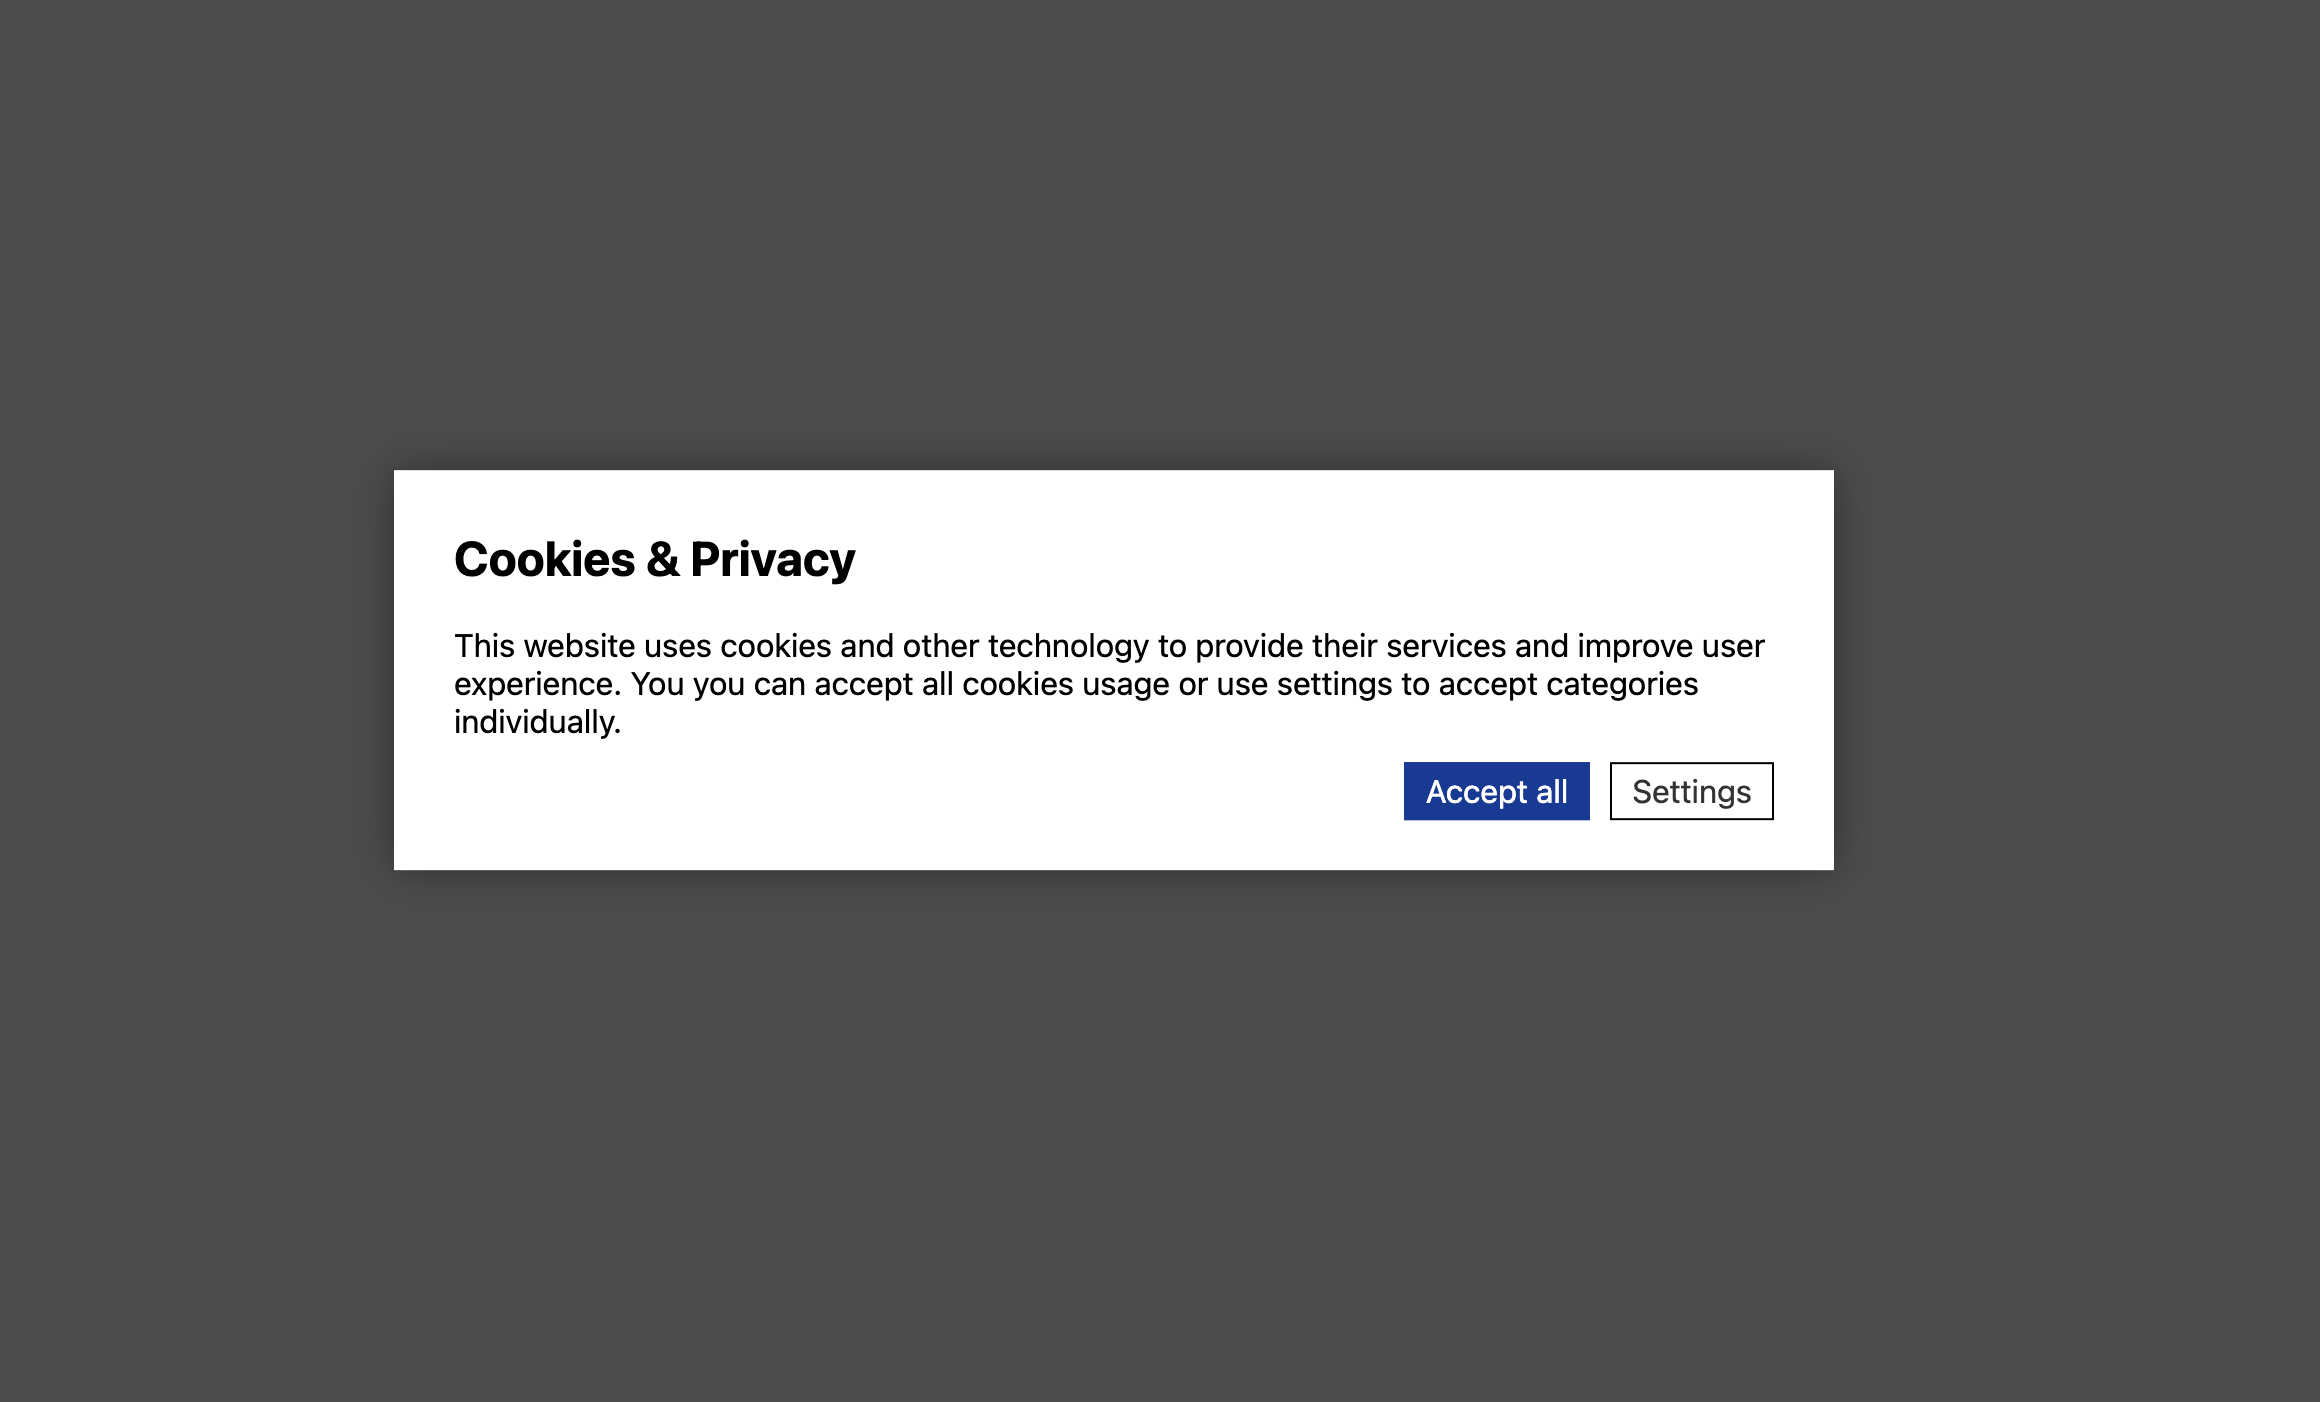 Cookies & Privacy
This website uses cookies and other technology to provide their services and improve user
experience. You you can accept all cookies usage or use settings to accept categories
individually.
Accept all
Settings